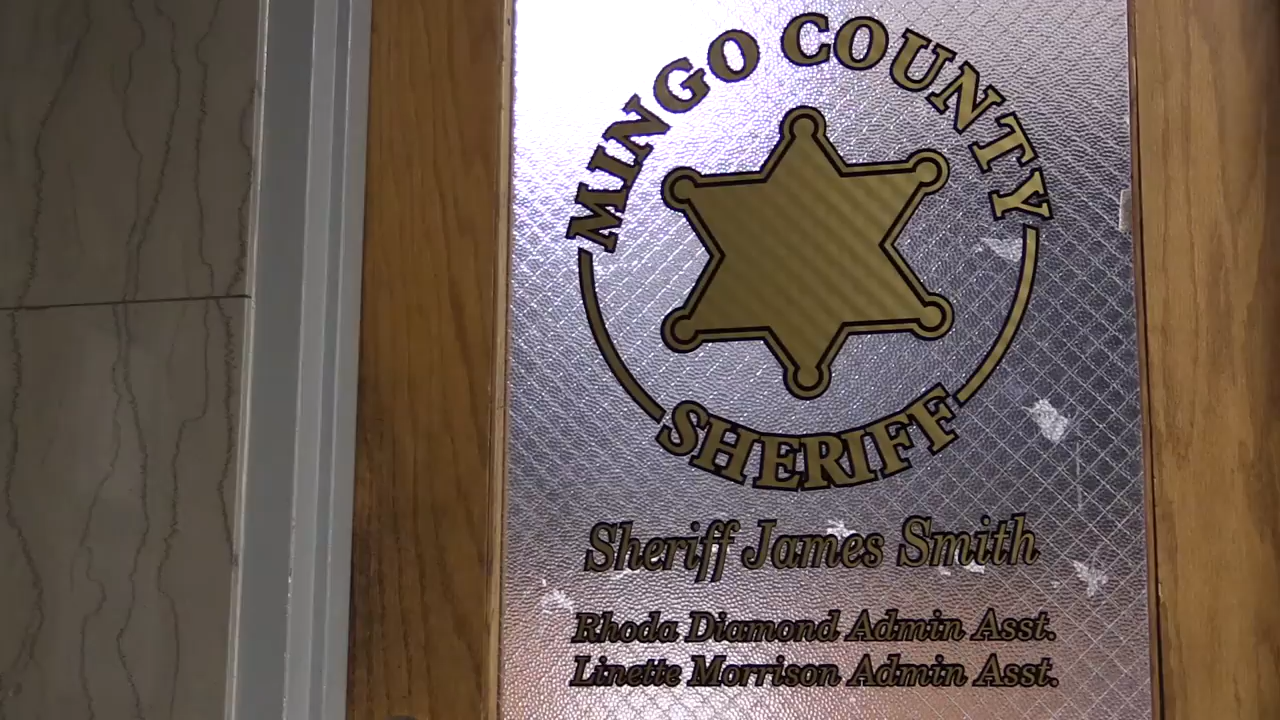 MINGO COUNTY
SHERIFF
Sheriff James Smith
Rhoda Diamond Admin Asst.
Linette Morrison Admin Asst.